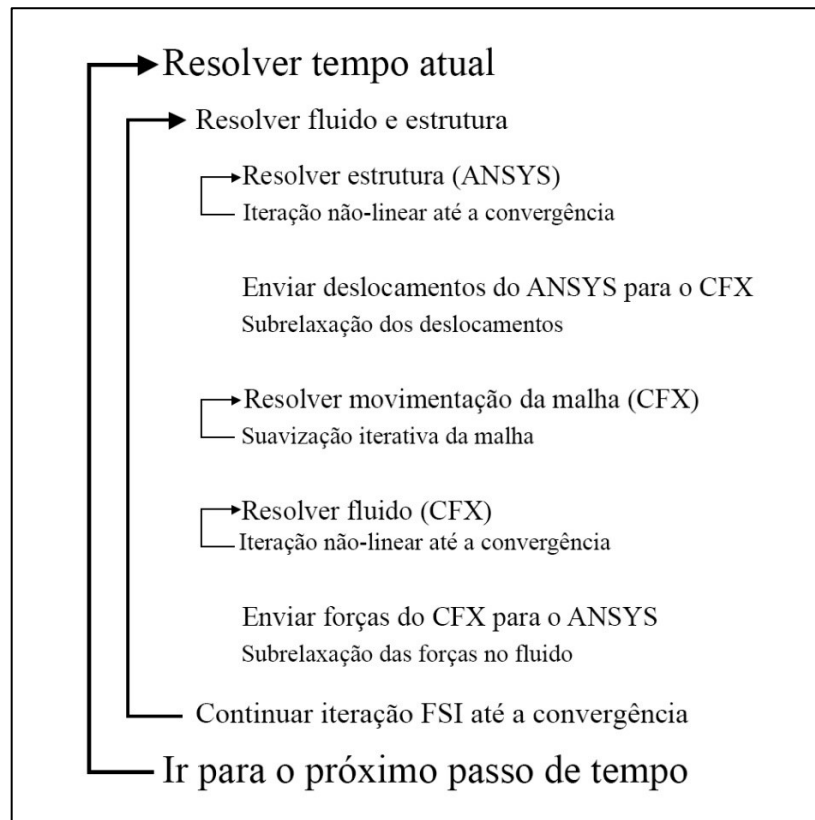 Resolver tempo atual
Resolver fluido e estrutura
Resolver estrutura (ANSYS)
Iteração não-linear até a convergência
Enviar deslocamentos do ANSYS para o CFX
Subrelaxação dos deslocamentos
Resolver movimentação da malha (CFX)
Suavização iterativa da malha
Resolver fluido (CFX)
Iteração não-linear até a convergência
Enviar forças do CFX para o ANSYS
Subrelaxação das forças no fluido
Continuar iteração FSI até a convergência
Ir para o próximo passo de tempo